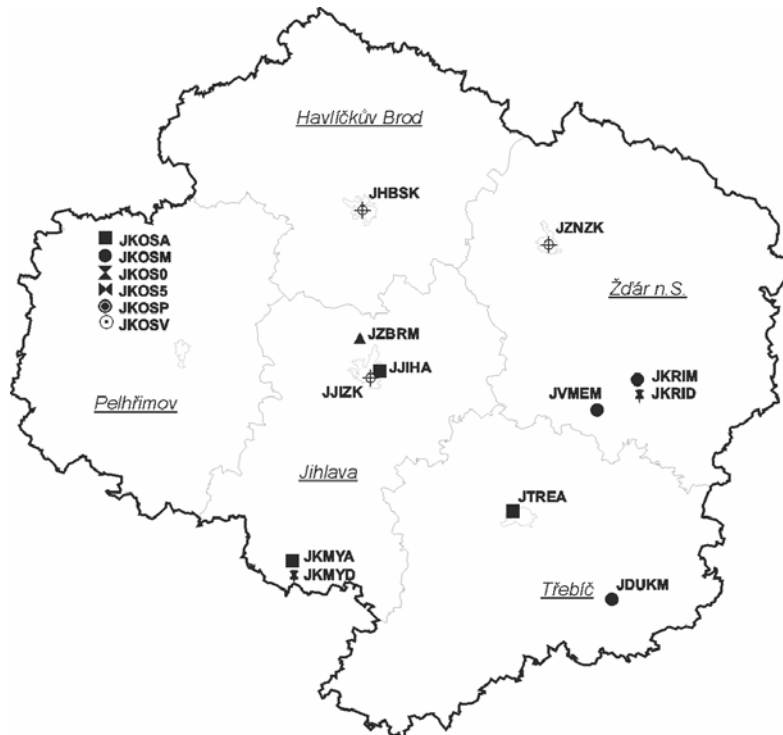 Havlíčkův Brod
JHBSK
JZNZK
JKOSA
JKOSM
JKOS0
JKOS5
JKOSP
JKOSV
Žďár n.S.
JZBRM
JJIHA
JJIZK
JKRIM
JKRID
JVMEM
Pelhřimov
Jihlava
JTREA
JKMYA
JKMYD
Třebíč
JDUKM